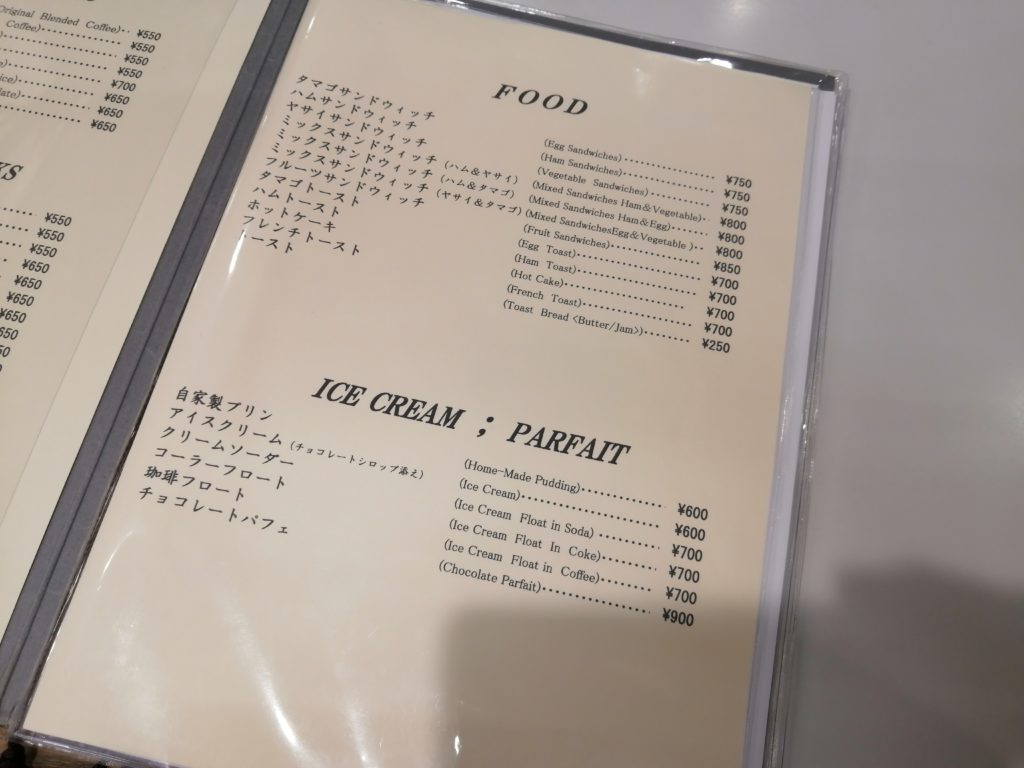 Original Blended Coffee)‥ ¥550
Coffee) ¥550
¥550
¥550
¥700
¥650
¥650
¥650
KS
¥550
¥550
¥550
¥650
¥650
¥650
¥650
FOOD
タマゴサンドウィッチ (Egg Sandwiches) ¥750
ハムサンドウィッチ (Ham Sandwiches) ¥750
ヤサイサンドウィッチ (Vegetable Sandwiches) ¥750
ミックスサンドウィッチ (ハム&ヤサイ) (Mixed Sandwiches Ham&Vegetable) ¥800
ミックスサンドウィッチ (ハム&タマゴ) (Mixed Sandwiches Ham&Egg) ¥800
ミックスサンドウィッチ (ヤサイ&タマゴ) (Mixed SandwichesEgg&Vegetable ) ¥800
フルーツサンドウィッチ (Fruit Sandwiches) ¥850
タマゴトースト (Egg Toast) ¥700
ハムトースト (Ham Toast) ¥700
ホットケーキ (Hot Cake) ¥700
フレンチトースト (French Toast) ¥700
トースト (Toast Bread <Butter/Jam>) ¥250
ICE CREAM ; PARFAIT
自家製プリン (Home-Made Pudding) ¥600
アイスクリーム (チョコレートシロップ添え) (Ice Cream) ¥600
クリームソーダー (Ice Cream Float in Soda) ¥700
コーラーフロート (Ice Cream Float In Coke) ¥700
珈琲フロート (Ice Cream Float in Coffee) ¥700
チョコレートパフェ (Chocolate Parfait) ¥900